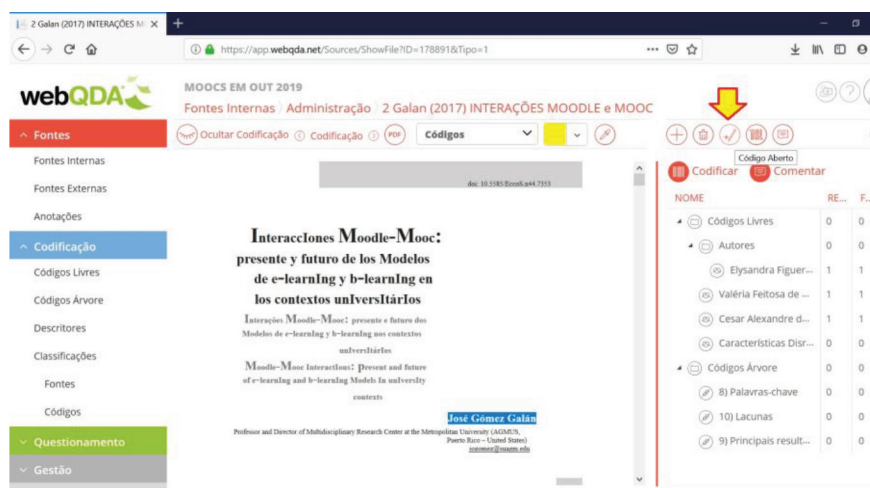 2 Galan (2017) INTERAÇÕES M
https://app.webqda.net/Sources/ShowFile?ID=178891&Tipo=1
webQDA
MOOCS EM OUT 2019
Fontes Internas Administração 2 Galan (2017) INTERAÇÕES MOODLE e MOOC
Ocultar Codificação Codificação PDF Códigos
Código Aberto
Codificar Comentar
NOME RE... F...
Fontes
Fontes Internas
Fontes Externas
Anotações
Codificação
Códigos Livres
Códigos Árvore
Descritores
Classificações
Fontes
Códigos
Questionamento
Gestão
doi: 10.5585/EccoS.n44.7353
InteraccIones Moodle-Mooc:
presente y futuro de los Modelos
de e-learnIng y b-learnIng en
los contextos unIversItárIos
Interações Moodle-Mooc: presente e futuro dos
Modelos de e-learnIng y b-learnIng nos contextos
unIversItárIos
Moodle-Mooc InteractIons: present and future
of e-learnIng and b-learnIng Models In unIversIty
contexts
José Gómez Galán
Professor and Director of Multidisciplinary Research Center at the Metropolitan University (AGMUS,
Puerto Rico – United States)
jogomez@suagm.edu
Códigos Livres 0 0
Autores 0 0
Elysandra Figuer... 1 1
Valéria Feitosa de ... 1 1
Cesar Alexandre d... 1 1
Características Disr... 0 0
Códigos Árvore 0 0
8) Palavras-chave 0 0
10) Lacunas 0 0
9) Principais result... 0 0